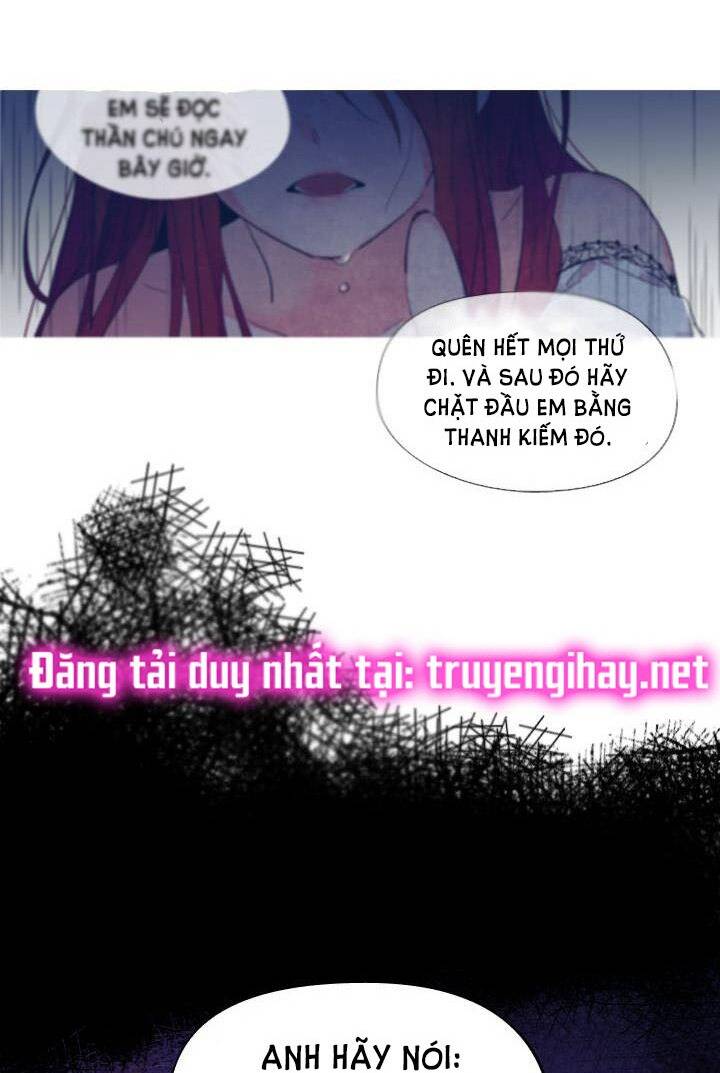 EM SẼ ĐỌC
THẦN CHÚ NGAY
BÂY GIỜ.
QUÊN HẾT MỌI THỨ
ĐI. VÀ SAU ĐÓ HÃY
CHẶT ĐẦU EM BẰNG
THANH KIẾM ĐÓ.
Đăng tải duy nhất tại: truyengihay.net
ANH HÃY NÓI: